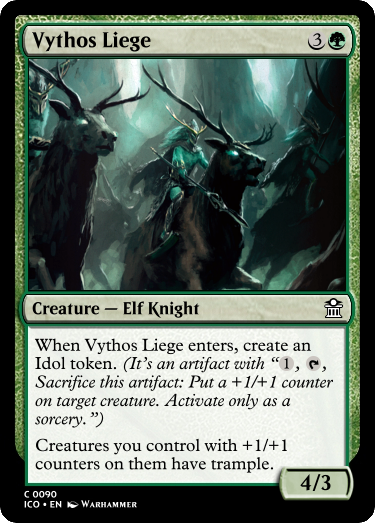 Vythos Liege 3
Creature — Elf Knight
When Vythos Liege enters, create an
Idol token. (It's an artifact with “1, ,
Sacrifice this artifact: Put a +1/+1 counter
on target creature. Activate only as a
sorcery.”)
Creatures you control with +1/+1
counters on them have trample.
4/3
C 0090
ICO • EN Warhammer